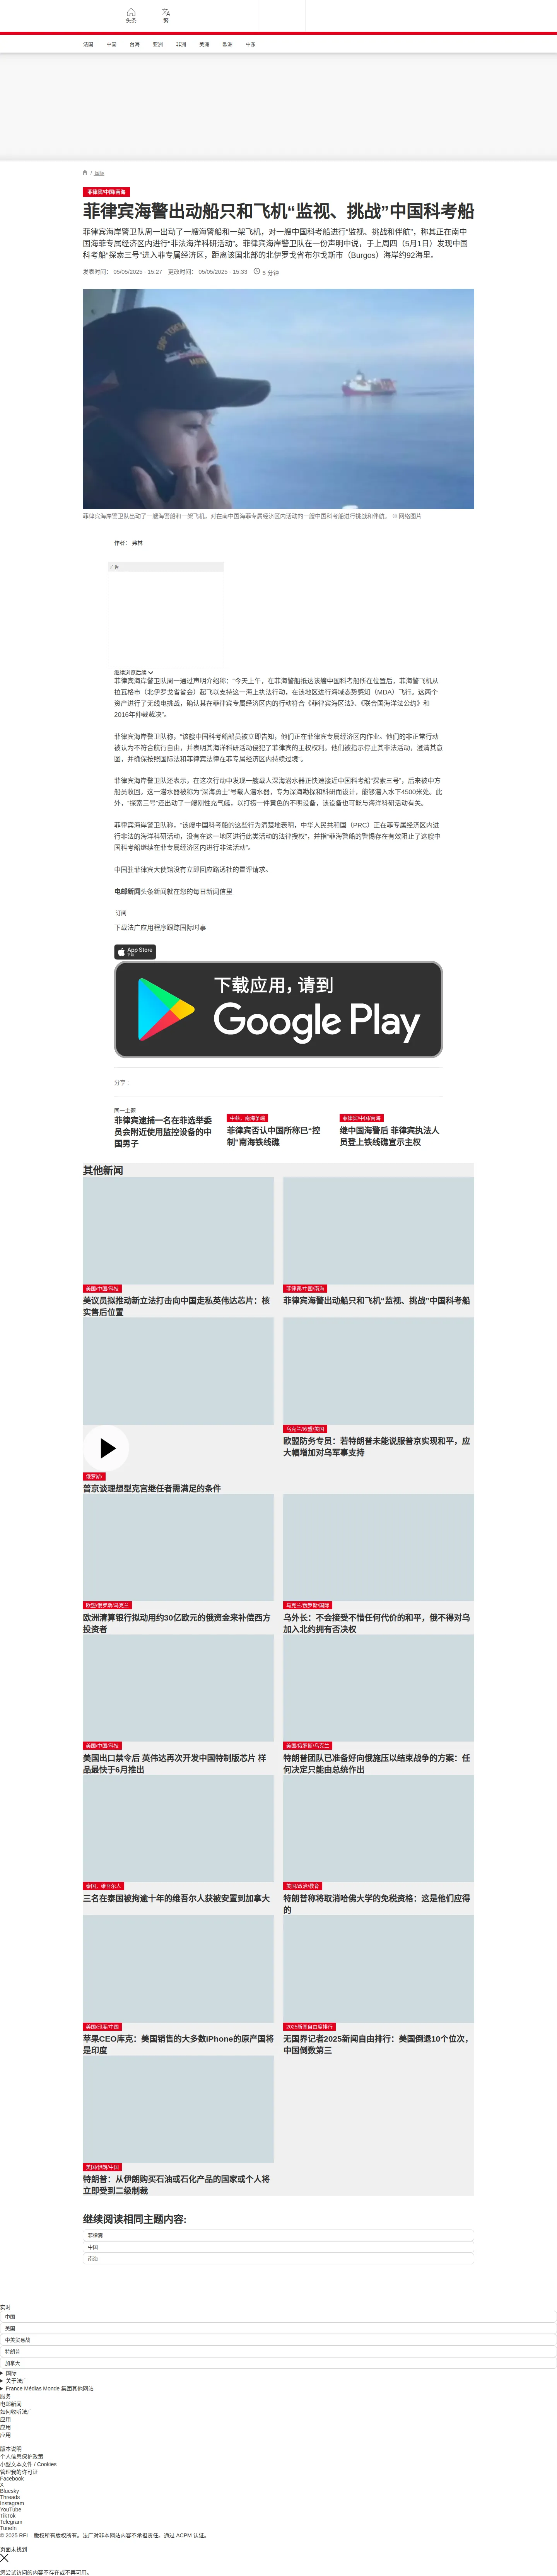 头条
繁
法国 中国 台海 亚洲 非洲 美洲 欧洲 中东
/ 国际
菲律宾/中国/南海
菲律宾海警出动船只和飞机“监视、挑战”中国科考船
菲律宾海岸警卫队周一出动了一艘海警船和一架飞机，对一艘中国科考船进行“监视、挑战和伴航”，称其正在南中
国海菲专属经济区内进行“非法海洋科研活动”。菲律宾海岸警卫队在一份声明中说，于上周四（5月1日）发现中国
科考船“探索三号”进入菲专属经济区，距离该国北部的北伊罗戈省布尔戈斯市（Burgos）海岸约92海里。
发表时间： 05/05/2025 - 15:27 更改时间： 05/05/2025 - 15:33 5 分钟
菲律宾海岸警卫队出动了一艘海警船和一架飞机，对在南中国海菲专属经济区内活动的一艘中国科考船进行挑战和伴航。 © 网络图片
作者： 弗林
广告
继续浏览后续
菲律宾海岸警卫队周一通过声明介绍称：“今天上午，在菲海警船抵达该艘中国科考船所在位置后，菲海警飞机从
拉瓦格市（北伊罗戈省省会）起飞以支持这一海上执法行动，在该地区进行海域态势感知（MDA）飞行。这两个
资产进行了无线电挑战，确认其在菲律宾专属经济区内的行动符合《菲律宾海区法》、《联合国海洋法公约》和
2016年仲裁裁决”。
菲律宾海岸警卫队称，“该艘中国科考船船员被立即告知，他们正在菲律宾专属经济区内作业。他们的非正常行动
被认为不符合航行自由，并表明其海洋科研活动侵犯了菲律宾的主权权利。他们被指示停止其非法活动，澄清其意
图，并确保按照国际法和菲律宾法律在菲专属经济区内持续过境”。
菲律宾海岸警卫队还表示，在这次行动中发现一艘载人深海潜水器正快速接近中国科考船“探索三号”，后来被中方
船员收回。这一潜水器被称为“深海勇士”号载人潜水器，专为深海勘探和科研而设计，能够潜入水下4500米处。此
外，“探索三号”还出动了一艘刚性充气艇，以打捞一件黄色的不明设备，该设备也可能与海洋科研活动有关。
菲律宾海岸警卫队称，“该艘中国科考船的这些行为清楚地表明，中华人民共和国（PRC）正在菲专属经济区内进
行非法的海洋科研活动，没有在这一地区进行此类活动的法律授权”，并指“菲海警船的警惕存在有效阻止了这艘中
国科考船继续在菲专属经济区内进行非法活动”。
中国驻菲律宾大使馆没有立即回应路透社的置评请求。
电邮新闻头条新闻就在您的每日新闻信里
订阅
下载法广应用程序跟踪国际时事
App Store
下载
下载应用，请到
Google Play
分享 :
同一主题
菲律宾逮捕一名在菲选举委
员会附近使用监控设备的中
国男子
中菲，南海争端
菲律宾否认中国所称已“控
制”南海铁线礁
菲律宾/中国/南海
继中国海警后 菲律宾执法人
员登上铁线礁宣示主权
其他新闻
美国/中国/科技
美议员拟推动新立法打击向中国走私英伟达芯片：核
实售后位置
菲律宾/中国/南海
菲律宾海警出动船只和飞机“监视、挑战”中国科考船
俄罗斯/
普京谈理想型克宫继任者需满足的条件
乌克兰/欧盟/美国
欧盟防务专员：若特朗普未能说服普京实现和平，应
大幅增加对乌军事支持
欧盟/俄罗斯/乌克兰
欧洲清算银行拟动用约30亿欧元的俄资金来补偿西方
投资者
乌克兰/俄罗斯/国际
乌外长：不会接受不惜任何代价的和平，俄不得对乌
加入北约拥有否决权
美国/中国/科技
美国出口禁令后 英伟达再次开发中国特制版芯片 样
品最快于6月推出
美国/俄罗斯/乌克兰
特朗普团队已准备好向俄施压以结束战争的方案：任
何决定只能由总统作出
泰国，维吾尔人
三名在泰国被拘逾十年的维吾尔人获被安置到加拿大
美国/政治/教育
特朗普称将取消哈佛大学的免税资格：这是他们应得
的
美国/印度/中国
苹果CEO库克：美国销售的大多数iPhone的原产国将
是印度
2025新闻自由度排行
无国界记者2025新闻自由排行：美国倒退10个位次，
中国倒数第三
美国/伊朗/中国
特朗普：从伊朗购买石油或石化产品的国家或个人将
立即受到二级制裁
继续阅读相同主题内容:
菲律宾
中国
南海
实时
中国
美国
中美贸易战
特朗普
加拿大
国际
关于法广
France Médias Monde 集团其他网站
服务
电邮新闻
如何收听法广
应用
应用
应用
版本说明
个人信息保护政策
小型文本文件 / Cookies
管理我的许可证
Facebook
X
Bluesky
Threads
Instagram
YouTube
TikTok
Telegram
TuneIn
© 2025 RFI – 版权所有版权所有。法广对非本网站内容不承担责任。通过 ACPM 认证。
页面未找到
您尝试访问的内容不存在或不再可用。